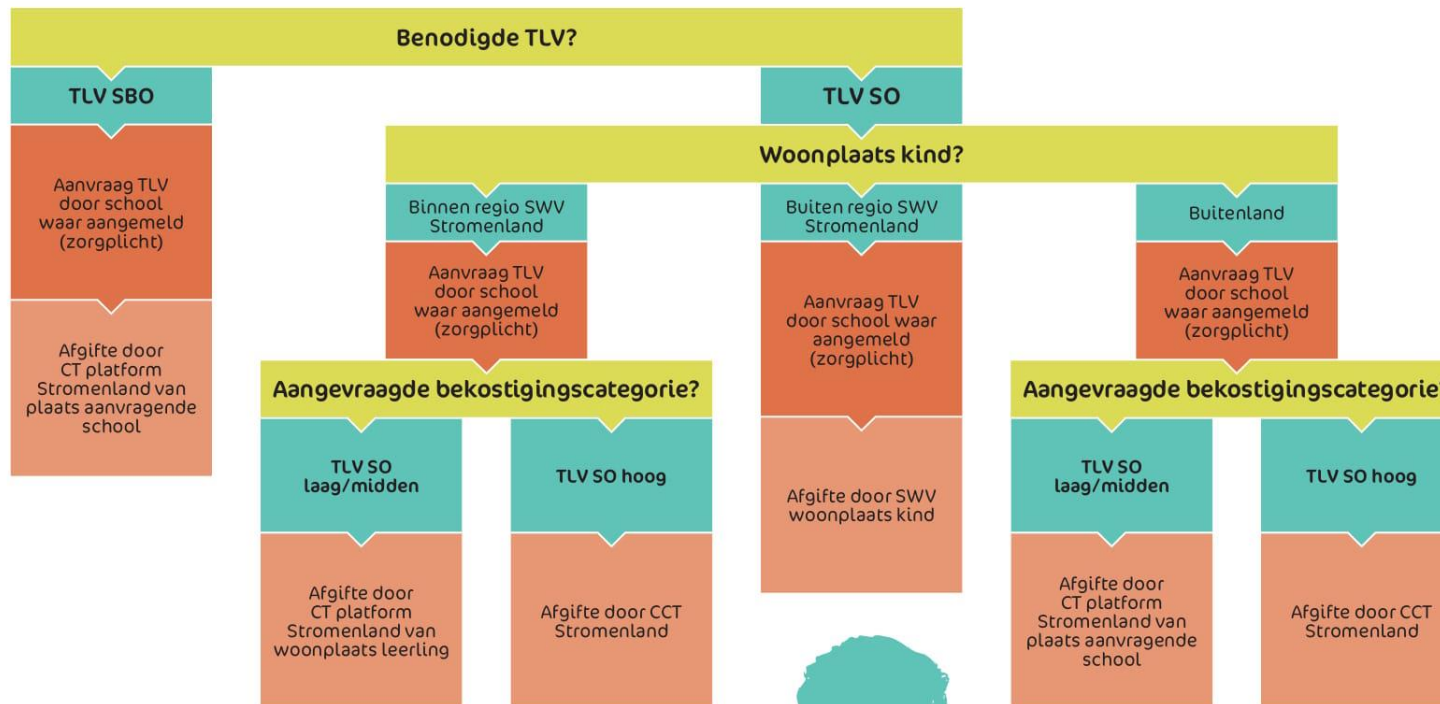 Benodigde TLV?
TLV SBO
Aanvraag TLV
door school
waar aangemeld
(zorgplicht)
Afgifte door
CT platform
Stromenland van
plaats aanvragende
school
TLV SO
Woonplaats kind?
Binnen regio SWV
Stromenland
Aanvraag TLV
door school
waar aangemeld
(zorgplicht)
Aangevraagde bekostigingscategorie?
TLV SO
laag/midden
Afgifte door
CT platform
Stromenland van
woonplaats leerling
TLV SO hoog
Afgifte door CCT
Stromenland
Buiten regio SWV
Stromenland
Aanvraag TLV
door school waar
aangemeld
(zorgplicht)
Afgifte door SWV
woonplaats kind
Buitenland
Aanvraag TLV
door school
waar aangemeld
(zorgplicht)
Aangevraagde bekostigingscategorie?
TLV SO
laag/midden
Afgifte door
CT platform
Stromenland van
plaats aanvragende
school
TLV SO hoog
Afgifte door CCT
Stromenland